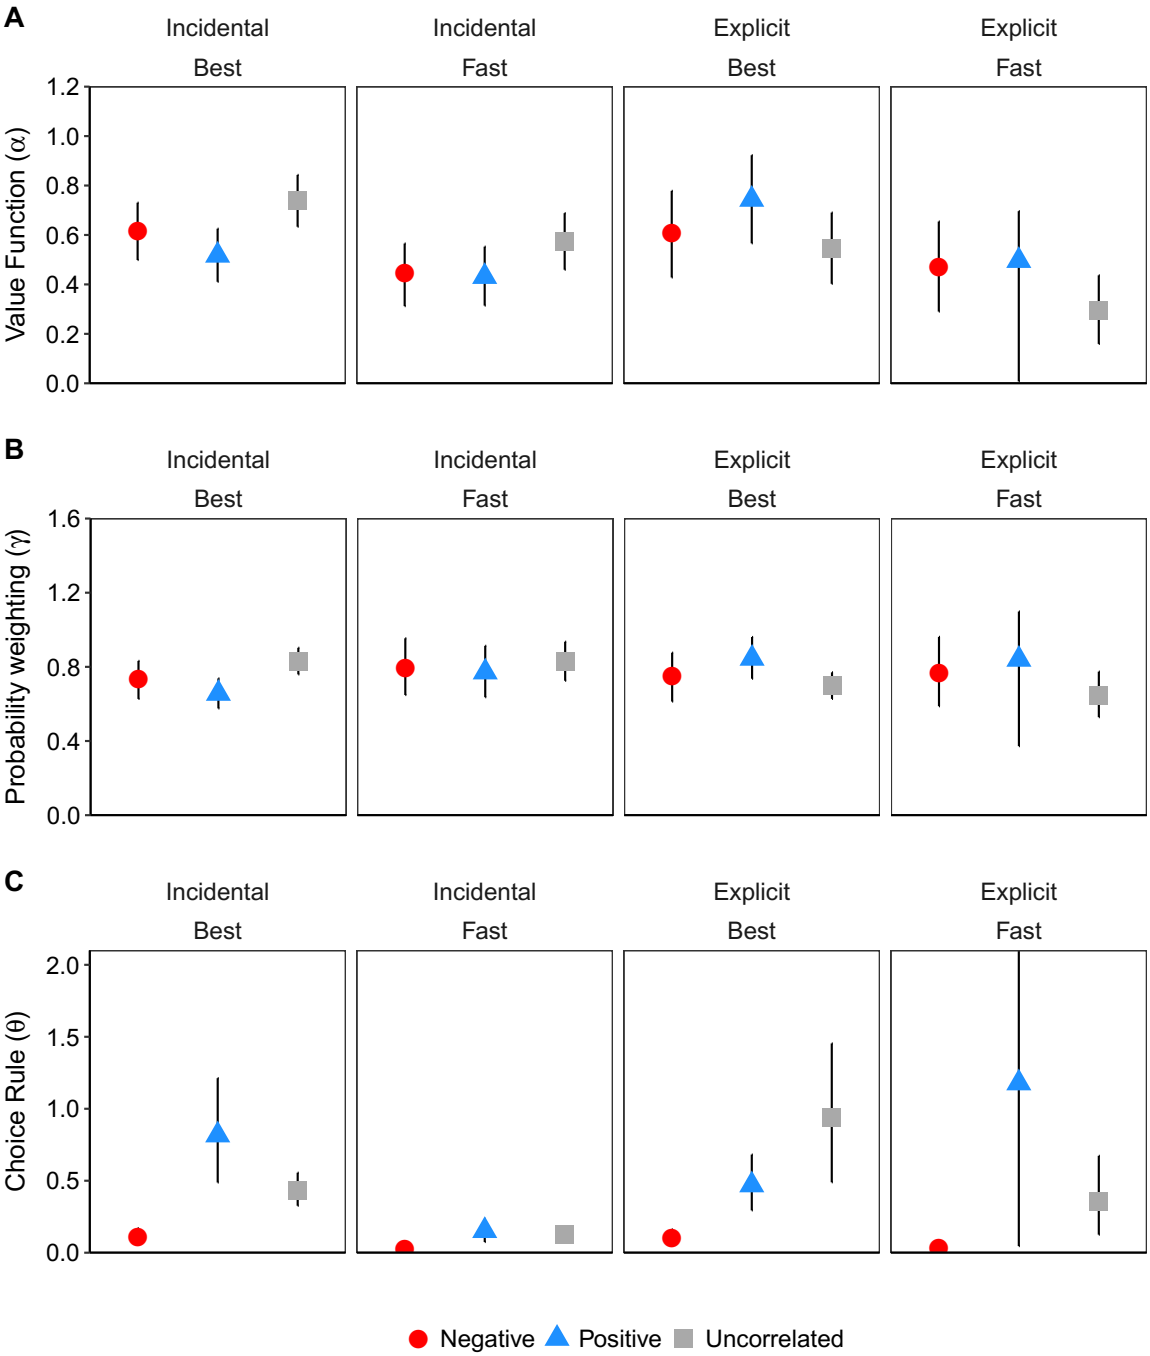 A
Incidental Incidental Explicit Explicit
Best Fast Best Fast
Value Function (α)
1.2
1.0
0.8
0.6
0.4
0.2
0.0
B
Incidental Incidental Explicit Explicit
Best Fast Best Fast
Probability weighting (γ)
1.6
1.2
0.8
0.4
0.0
C
Incidental Incidental Explicit Explicit
Best Fast Best Fast
Choice Rule (θ)
2.0
1.5
1.0
0.5
0.0
Negative Positive Uncorrelated